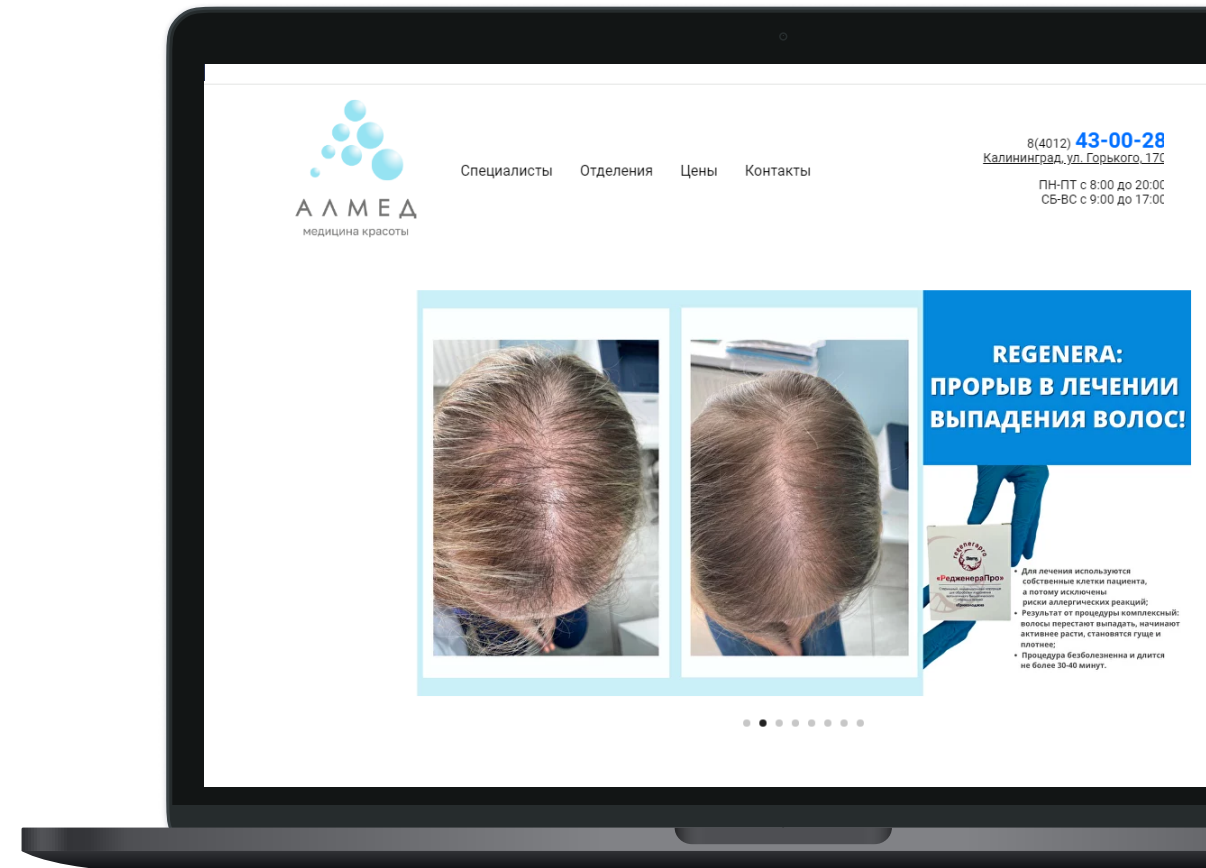 АЛМЕД
медицина красоты
Специалисты Отделения Цены Контакты
8(4012) 43-00-28
Калининград, ул. Горького, 170
ПН-ПТ с 8:00 до 20:00
СБ-ВС с 9:00 до 17:00
REGENERA:
ПРОРЫВ В ЛЕЧЕНИИ
ВЫПАДЕНИЯ ВОЛОС!
«РедженераПро»
• Для лечения используются
собственные клетки пациента,
а потому исключены
риски аллергических реакций;
• Результат от процедуры комплексный:
волосы перестают выпадать, начинают
активнее расти, становятся гуще и
плотнее;
• Процедура безболезненна и длится
не более 30-40 минут.